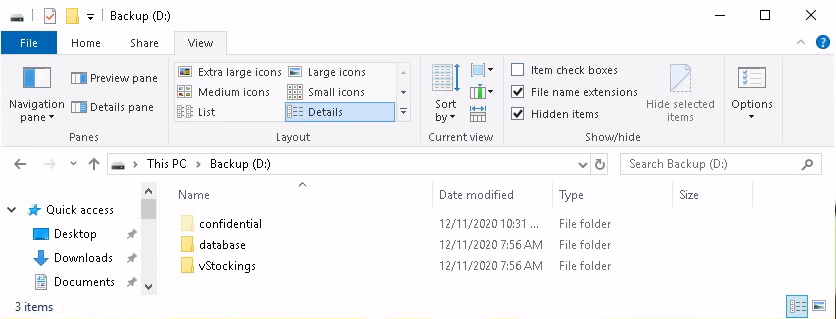 Backup (D:)
File Home Share View
Navigation pane
Preview pane
Details pane
Panes
Extra large icons Large icons
Medium icons Small icons
List Details
Layout
Sort by
Current view
Item check boxes
File name extensions
Hidden items
Hide selected items
Show/hide
Options
This PC Backup (D:) Search Backup (D:)
Quick access
Desktop
Downloads
Documents
Name Date modified Type Size
confidential 12/11/2020 10:31 ... File folder
database 12/11/2020 7:56 AM File folder
vStockings 12/11/2020 7:56 AM File folder
3 items